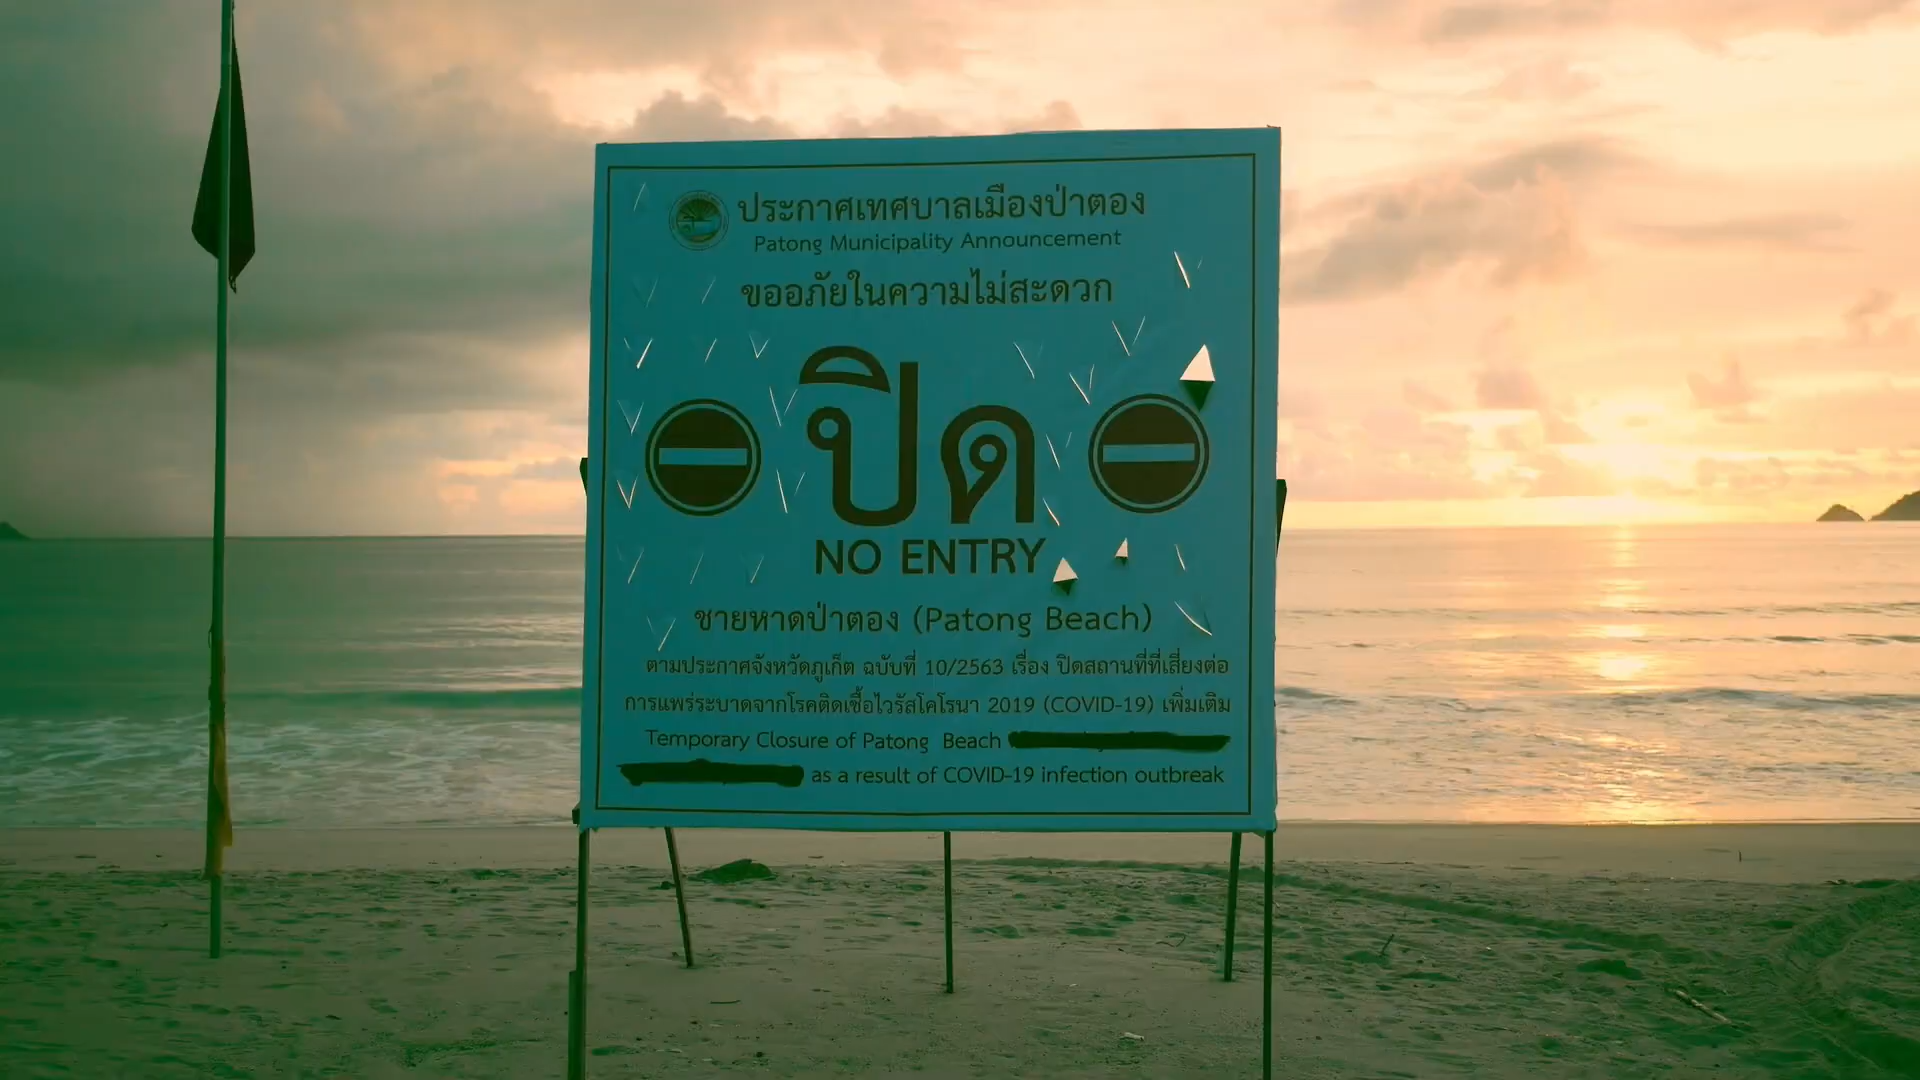 ประกาศเทศบาลเมืองป่าตอง
Patong Municipality Announcement
ขออภัยในความไม่สะดวก
ปิด
NO ENTRY
ชายหาดป่าตอง (Patong Beach)
ตามประกาศจังหวัดภูเก็ต ฉบับที่ 10/2563 เรื่อง ปิดสถานที่ที่เสี่ยงต่อ
การแพร่ระบาดจากโรคติดเชื้อไวรัสโคโรนา 2019 (COVID-19) เพิ่มเติม
Temporary Closure of Patong Beach
as a result of COVID-19 infection outbreak